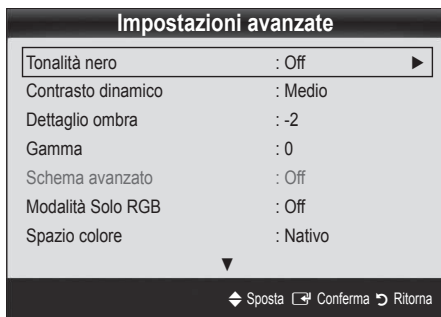 Impostazioni avanzate
Tonalità nero : Off ►
Contrasto dinamico : Medio
Dettaglio ombra : -2
Gamma : 0
Schema avanzato : Off
Modalità Solo RGB : Off
Spazio colore : Nativo
▼
Sposta Conferma Ritorna